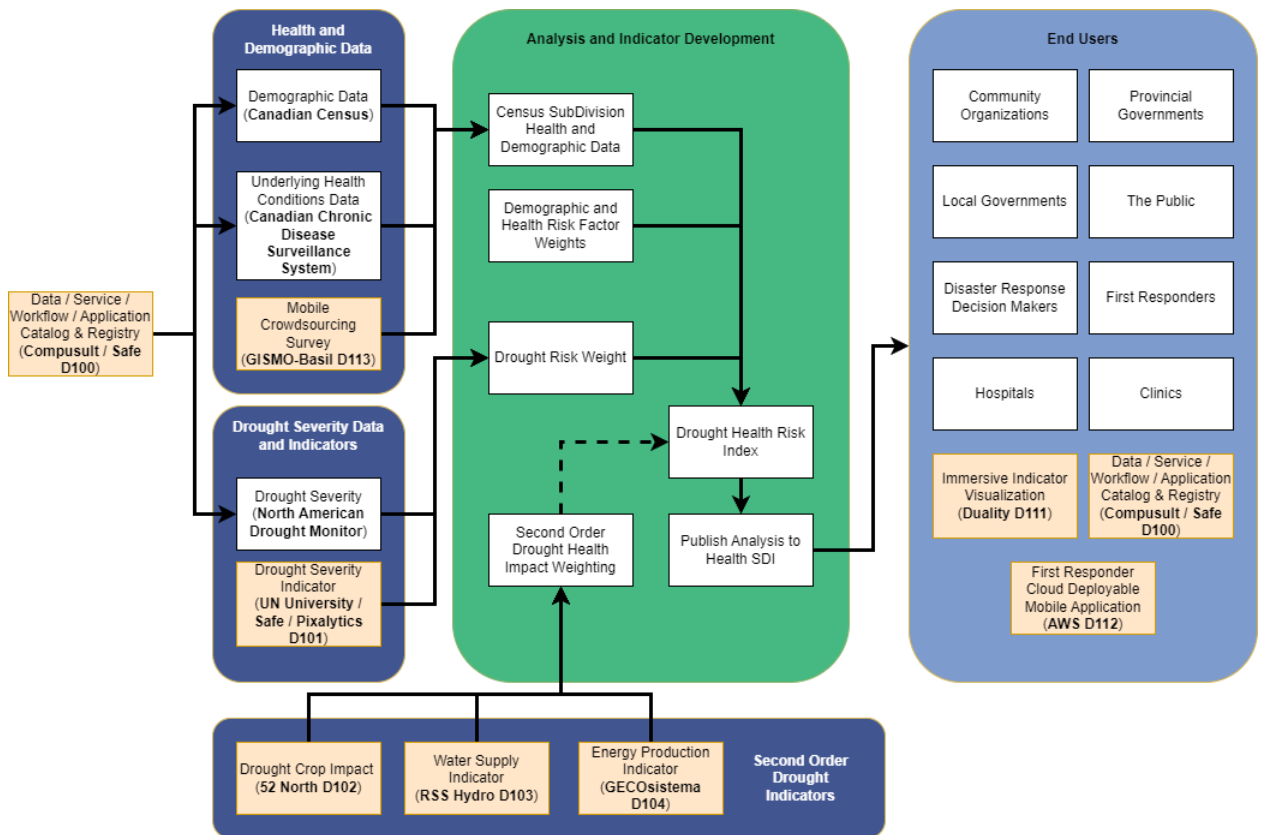 Health and
Demographic Data
Demographic Data
(Canadian Census)
Underlying Health
Conditions Data
(Canadian Chronic
Disease
Surveillance
System)
Mobile
Crowdsourcing
Survey
(GISMO-Basil D113)
Data / Service /
Workflow / Application
Catalog & Registry
(Compusult / Safe
D100)
Drought Severity Data
and Indicators
Drought Severity
(North American
Drought Monitor)
Drought Severity
Indicator
(UN University /
Safe / Pixalytics
D101)
Analysis and Indicator Development
Census SubDivision
Health and
Demographic Data
Demographic and
Health Risk Factor
Weights
Drought Risk Weight
Drought Health Risk
Index
Second Order
Drought Health
Impact Weighting
Publish Analysis to
Health SDI
End Users
Community
Organizations
Provincial
Governments
Local Governments
The Public
Disaster Response
Decision Makers
First Responders
Hospitals
Clinics
Immersive Indicator
Visualization
(Duality D111)
Data / Service /
Workflow / Application
Catalog & Registry
(Compusult / Safe
D100)
First Responder
Cloud Deployable
Mobile Application
(AWS D112)
Drought Crop Impact
(52 North D102)
Water Supply
Indicator
(RSS Hydro D103)
Energy Production
Indicator
(GECOsistema
D104)
Second Order
Drought
Indicators